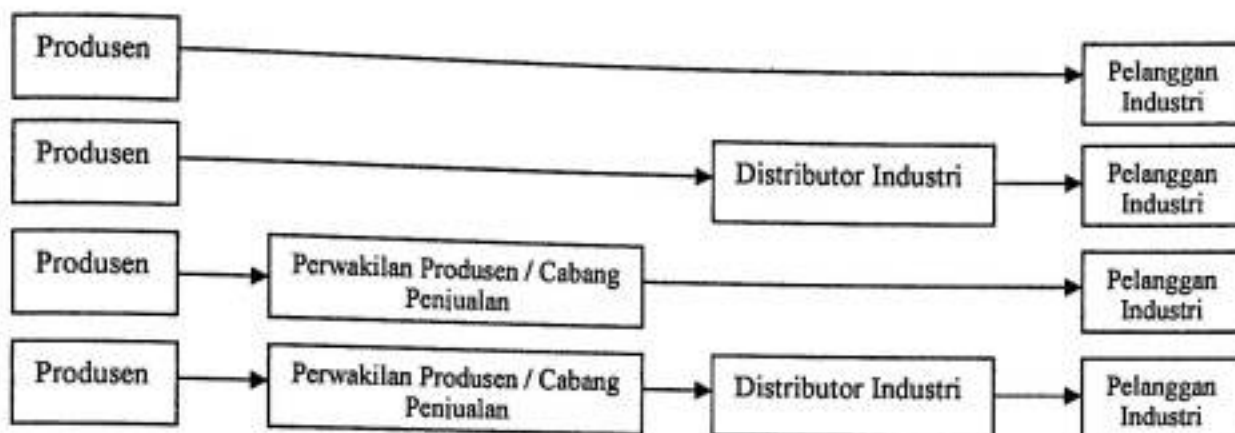 Produsen
Pelanggan
Industri
Produsen
Distributor Industri
Pelanggan
Industri
Produsen
Perwakilan Produsen / Cabang
Penjualan
Pelanggan
Industri
Produsen
Perwakilan Produsen / Cabang
Penjualan
Distributor Industri
Pelanggan
Industri